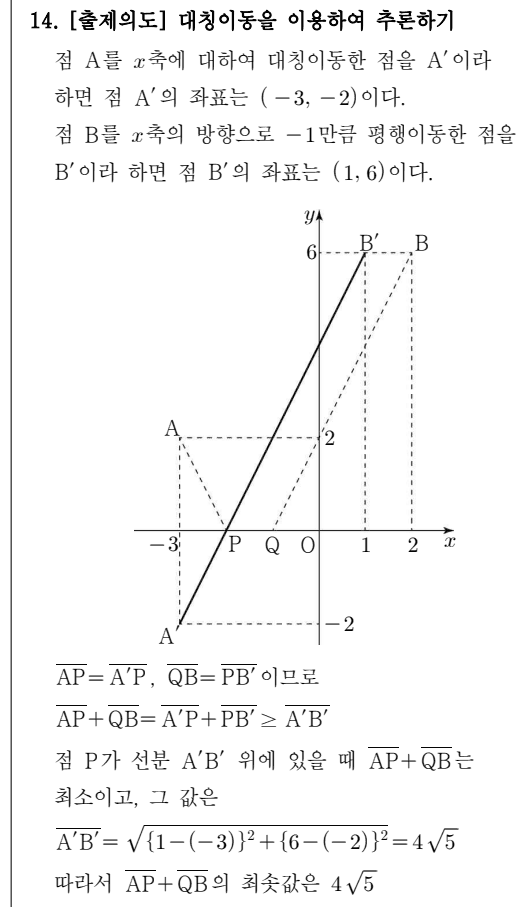 14. [출제의도] 대칭이동을 이용하여 추론하기
점 A를 x축에 대하여 대칭이동한 점을 A′이라
하면 점 A′의 좌표는 (−3, −2)이다.
점 B를 x축의 방향으로 −1만큼 평행이동한 점을
B′이라 하면 점 B′의 좌표는 (1, 6)이다.
y
6 B′ B
A
2
−3 P Q O 1 2 x
−2
A′
AP=A′P, QB=PB′이므로
AP+QB=A′P+PB′≥A′B′
점 P가 선분 A′B′ 위에 있을 때 AP+QB는
최소이고, 그 값은
A′B′=√{1−(−3)}²+{6−(−2)}²=4√5
따라서 AP+QB의 최솟값은 4√5